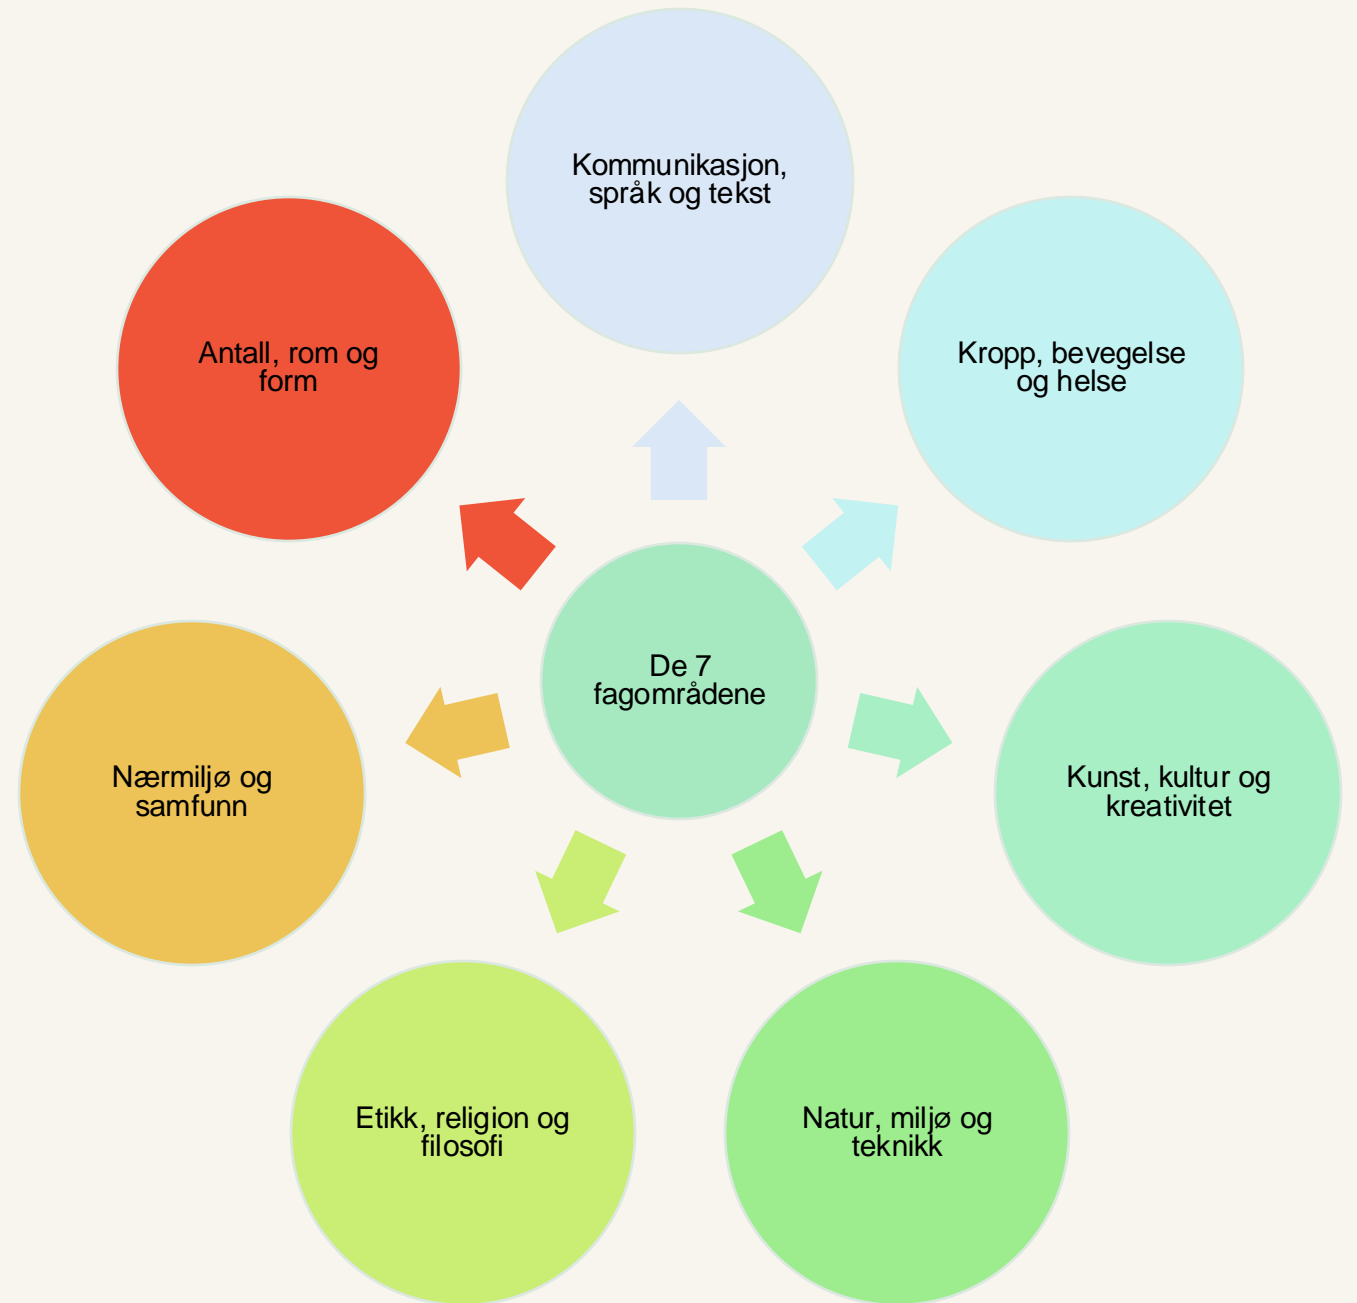 Kommunikasjon,
språk og tekst
Kropp, bevegelse
og helse
Kunst, kultur og
kreativitet
Natur, miljø og
teknikk
Etikk, religion og
filosofi
Nærmiljø og
samfunn
Antall, rom og
form
De 7
fagområdene